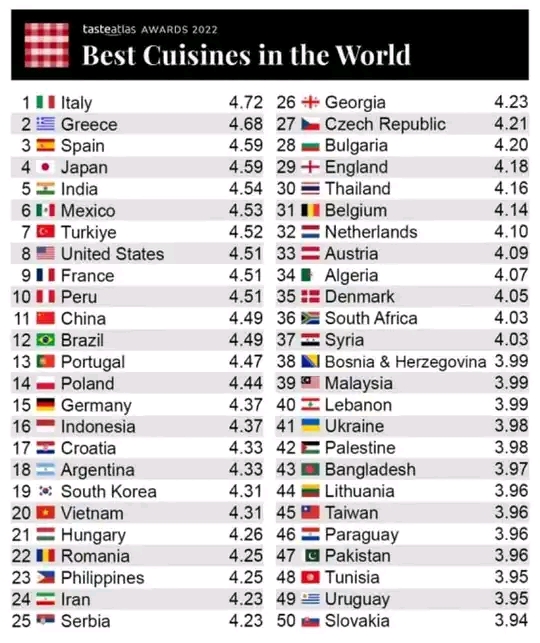 tasteatlas AWARDS 2022
Best Cuisines in the World
1 Italy 4.72
2 Greece 4.68
3 Spain 4.59
4 Japan 4.59
5 India 4.54
6 Mexico 4.53
7 Turkiye 4.52
8 United States 4.51
9 France 4.51
10 Peru 4.51
11 China 4.49
12 Brazil 4.49
13 Portugal 4.47
14 Poland 4.44
15 Germany 4.37
16 Indonesia 4.37
17 Croatia 4.33
18 Argentina 4.33
19 South Korea 4.31
20 Vietnam 4.31
21 Hungary 4.26
22 Romania 4.25
23 Philippines 4.25
24 Iran 4.23
25 Serbia 4.23
26 Georgia 4.23
27 Czech Republic 4.21
28 Bulgaria 4.20
29 England 4.18
30 Thailand 4.16
31 Belgium 4.14
32 Netherlands 4.10
33 Austria 4.09
34 Algeria 4.07
35 Denmark 4.05
36 South Africa 4.03
37 Syria 4.03
38 Bosnia & Herzegovina 3.99
39 Malaysia 3.99
40 Lebanon 3.99
41 Ukraine 3.98
42 Palestine 3.98
43 Bangladesh 3.97
44 Lithuania 3.96
45 Taiwan 3.96
46 Paraguay 3.96
47 Pakistan 3.96
48 Tunisia 3.95
49 Uruguay 3.95
50 Slovakia 3.94